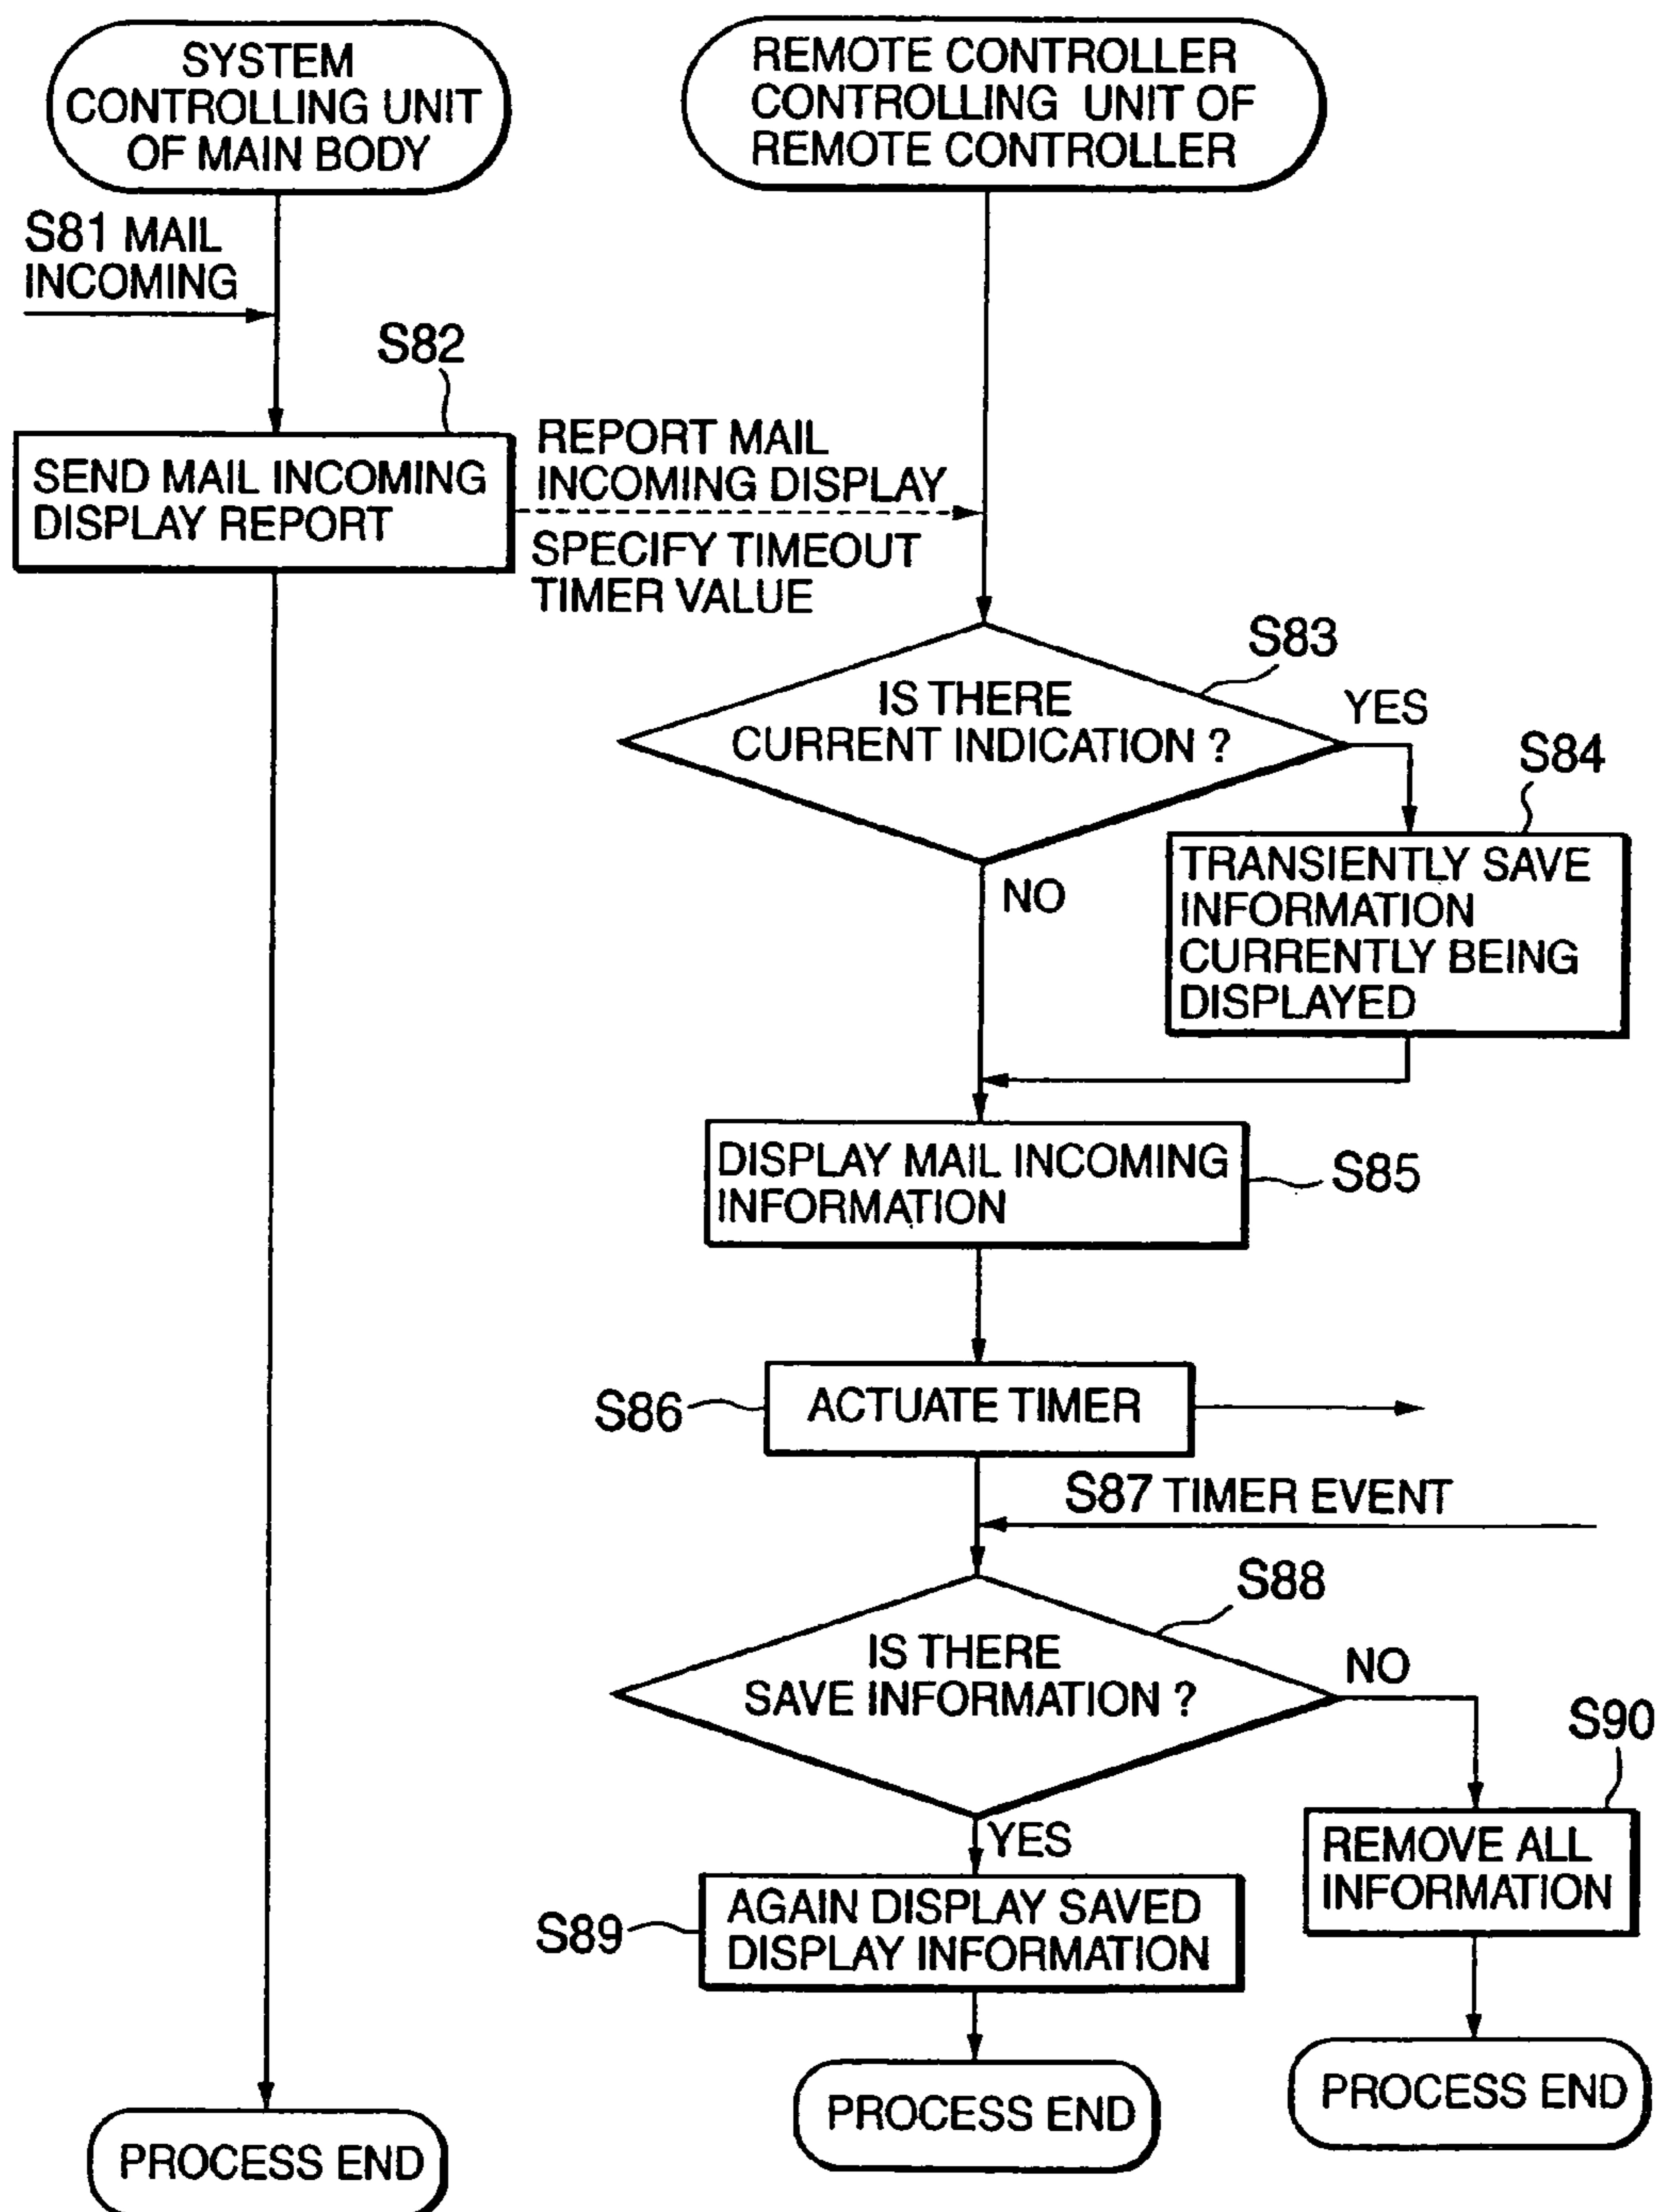 SYSTEM
CONTROLLING UNIT
OF MAIN BODY
REMOTE CONTROLLER
CONTROLLING UNIT OF
REMOTE CONTROLLER
S81 MAIL
INCOMING
S82
SEND MAIL INCOMING
DISPLAY REPORT
REPORT MAIL
INCOMING DISPLAY
SPECIFY TIMEOUT
TIMER VALUE
S83
IS THERE
CURRENT INDICATION ?
YES
S84
TRANSIENTLY SAVE
INFORMATION
CURRENTLY BEING
DISPLAYED
NO
DISPLAY MAIL INCOMING
INFORMATION
S85
S86
ACTUATE TIMER
S87 TIMER EVENT
S88
IS THERE
SAVE INFORMATION ?
NO
S90
YES
REMOVE ALL
INFORMATION
S89
AGAIN DISPLAY SAVED
DISPLAY INFORMATION
PROCESS END
PROCESS END
PROCESS END